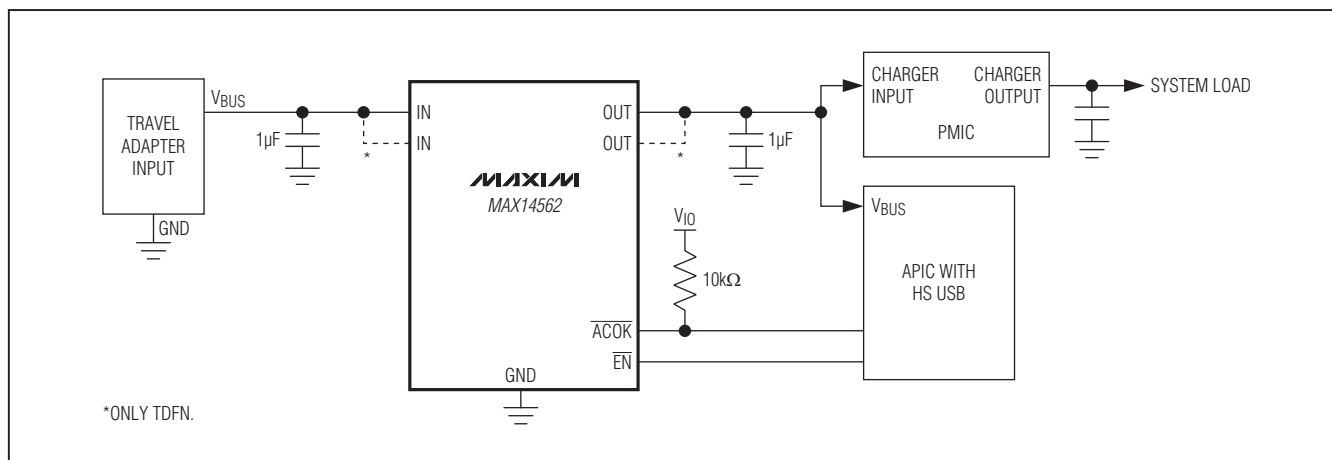 TRAVEL
ADAPTER
INPUT
VBUS
GND
1µF
*
IN
IN
MAXIM
MAX14562
OUT
OUT
*
1µF
ACOK
EN
GND
VIO
10kΩ
CHARGER
INPUT
CHARGER
OUTPUT
PMIC
SYSTEM LOAD
VBUS
APIC WITH
HS USB
*ONLY TDFN.